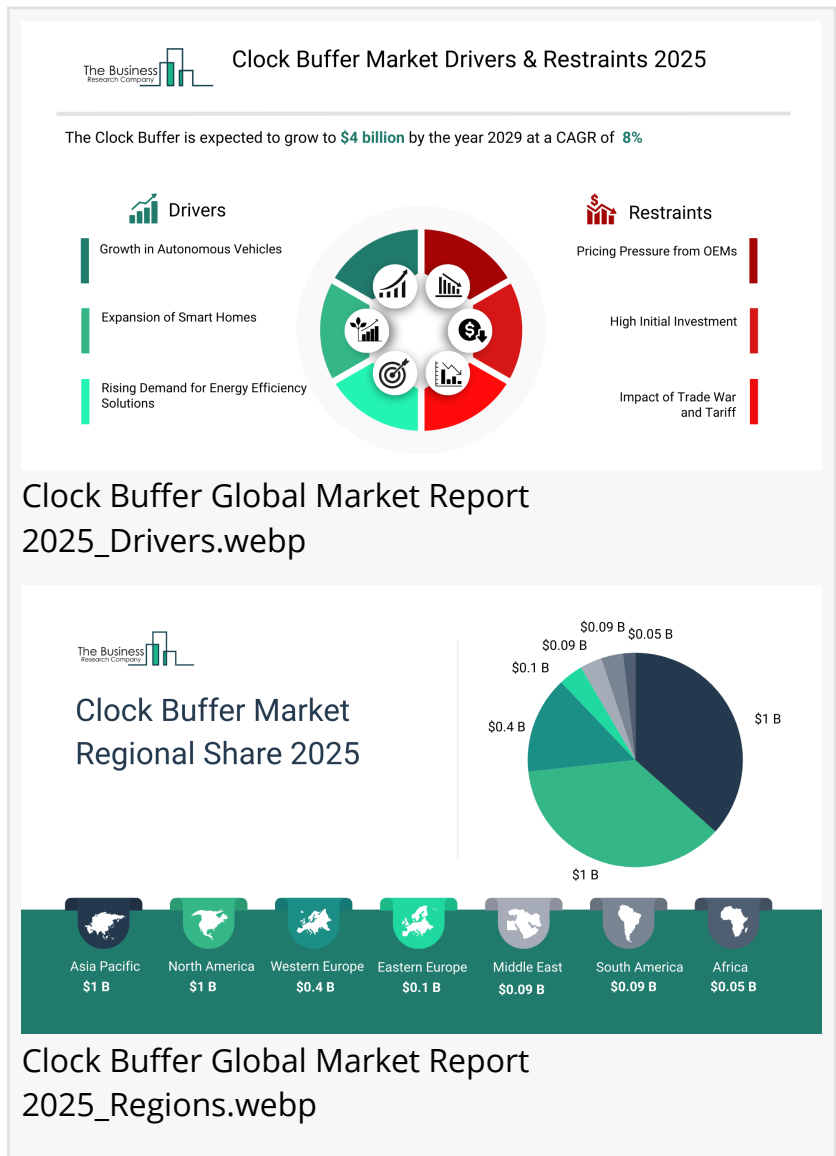 The Business
Research Company
Clock Buffer Market Drivers & Restraints 2025
The Clock Buffer is expected to grow to $4 billion by the year 2029 at a CAGR of 8%
Drivers
Growth in Autonomous Vehicles
Expansion of Smart Homes
Rising Demand for Energy Efficiency
Solutions
Restraints
Pricing Pressure from OEMs
High Initial Investment
Impact of Trade War
and Tariff
Clock Buffer Global Market Report
2025_Drivers.webp
The Business
Research Company
Clock Buffer Market
Regional Share 2025
$0.09 B
$0.05 B
$0.09 B
$0.1 B
$0.4 B
$1 B
$1 B
Asia Pacific
$1 B
North America
$1 B
Western Europe
$0.4 B
Eastern Europe
$0.1 B
Middle East
$0.09 B
South America
$0.09 B
Africa
$0.05 B
Clock Buffer Global Market Report
2025_Regions.webp